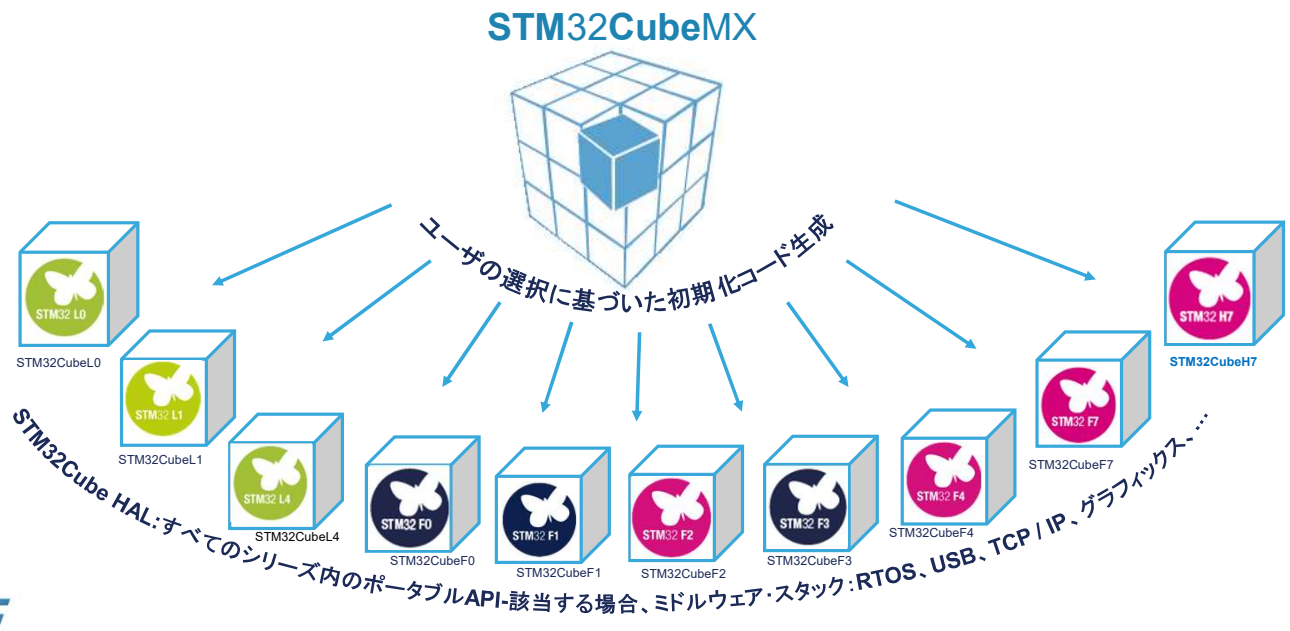 STM32CubeMX
ユーザの選択に基づいた初期化コード生成
STM32 L0
STM32CubeL0
STM32 L1
STM32CubeL1
STM32 L4
STM32CubeL4
STM32 F0
STM32CubeF0
STM32 F1
STM32CubeF1
STM32 F2
STM32CubeF2
STM32 F3
STM32CubeF3
STM32 F4
STM32CubeF4
STM32 F7
STM32CubeF7
STM32 H7
STM32CubeH7
STM32Cube HAL:すべてのシリーズ内のポータブルAPI-該当する場合、ミドルウェア・スタック:RTOS、USB、TCP / IP、グラフィックス、…